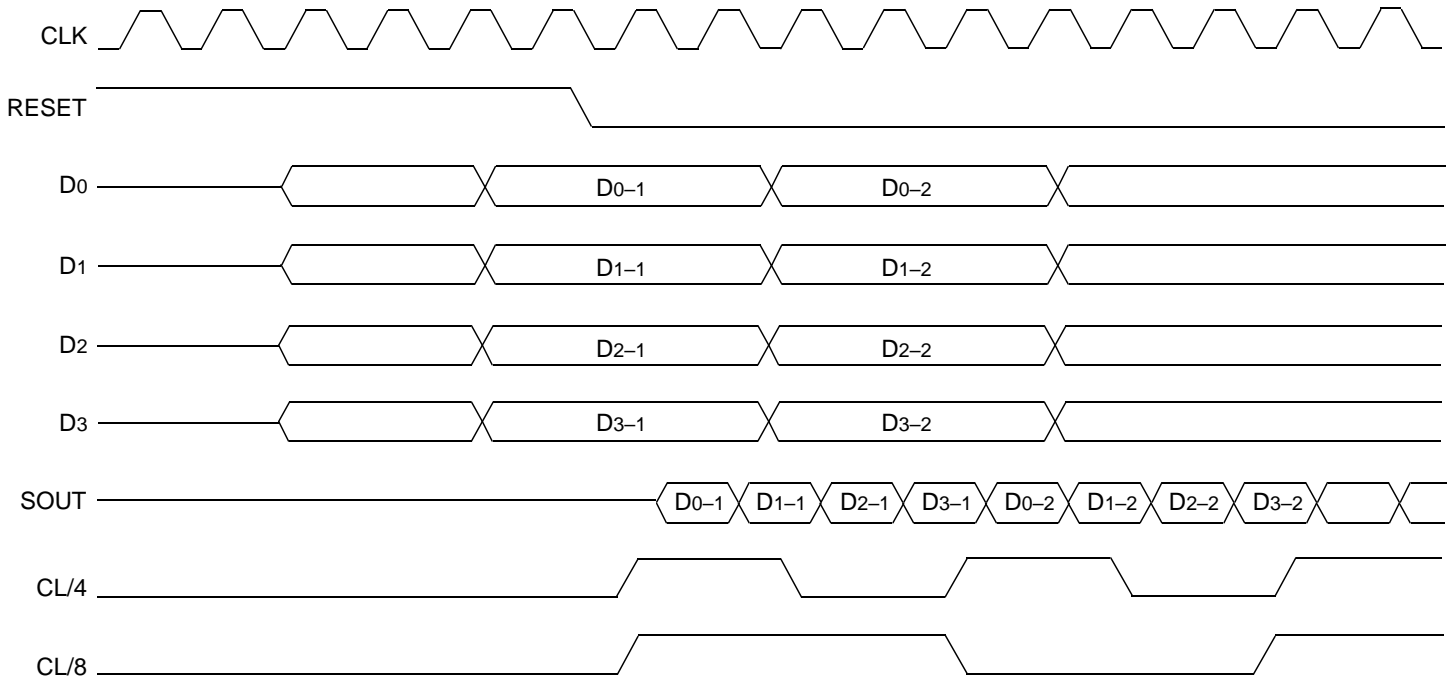 CLK
RESET
D0
D0–1 D0–2
D1
D1–1 D1–2
D2
D2–1 D2–2
D3
D3–1 D3–2
SOUT
D0–1 D1–1 D2–1 D3–1 D0–2 D1–2 D2–2 D3–2
CL/4
CL/8